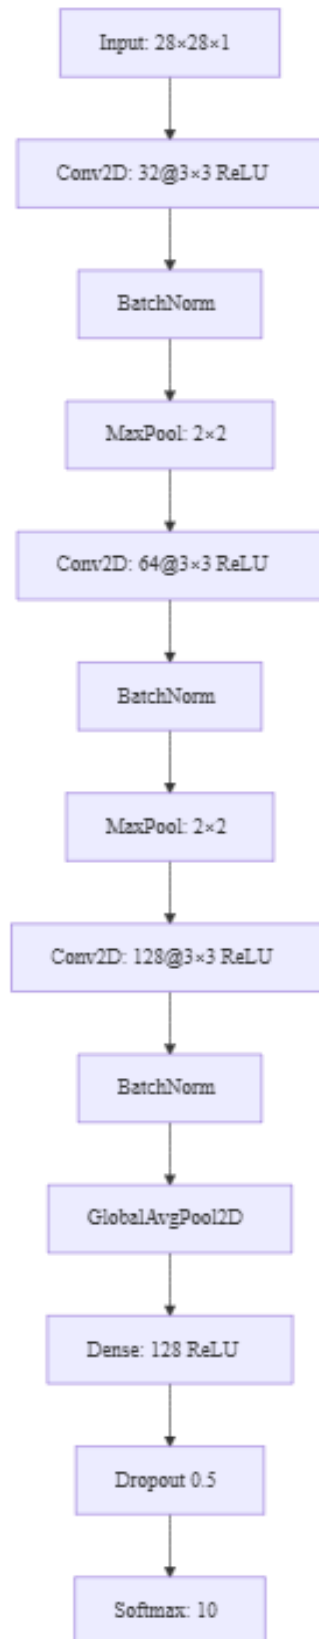 Input: 28×28×1
Conv2D: 32@3×3 ReLU
BatchNorm
MaxPool: 2×2
Conv2D: 64@3×3 ReLU
BatchNorm
MaxPool: 2×2
Conv2D: 128@3×3 ReLU
BatchNorm
GlobalAvgPool2D
Dense: 128 ReLU
Dropout 0.5
Softmax: 10